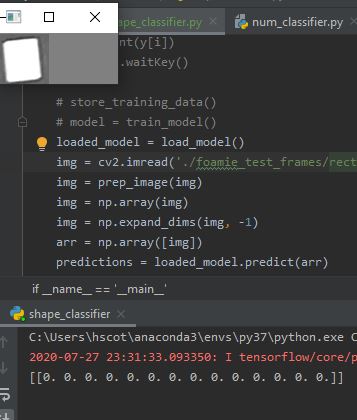 ape_classifier.py
num_classifier.py
nt(y[i])
.waitKey()
# store_training_data()
# model = train_model()
loaded_model = load_model()
img = cv2.imread('./foamie_test_frames/rect
img = prep_image(img)
img = np.array(img)
img = np.expand_dims(img, -1)
arr = np.array([img])
predictions = loaded_model.predict(arr)
if __name__ == '__main__'
shape_classifier
C:\Users\hscot\anaconda3\envs\py37\python.exe C
2020-07-27 23:31:33.093350: I tensorflow/core/p
[[0. 0. 0. 0. 0. 0. 0. 0. 0. 0. 0. 0. 0. 0.]]